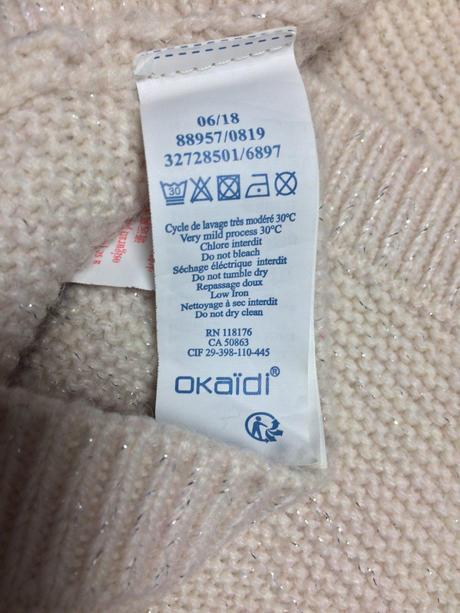 06/18
88957/0819
32728501/6897
30
Cycle de lavage très modéré 30°C
Very mild process 30°C
Chlore interdit
Do not bleach
Séchage éléctrique interdit
Do not tumble dry
Repassage doux
Low Iron
Nettoyage à sec interdit
Do not dry clean
RN 118176
CA 50863
CIF 29-398-110-445
OKAÏDI®